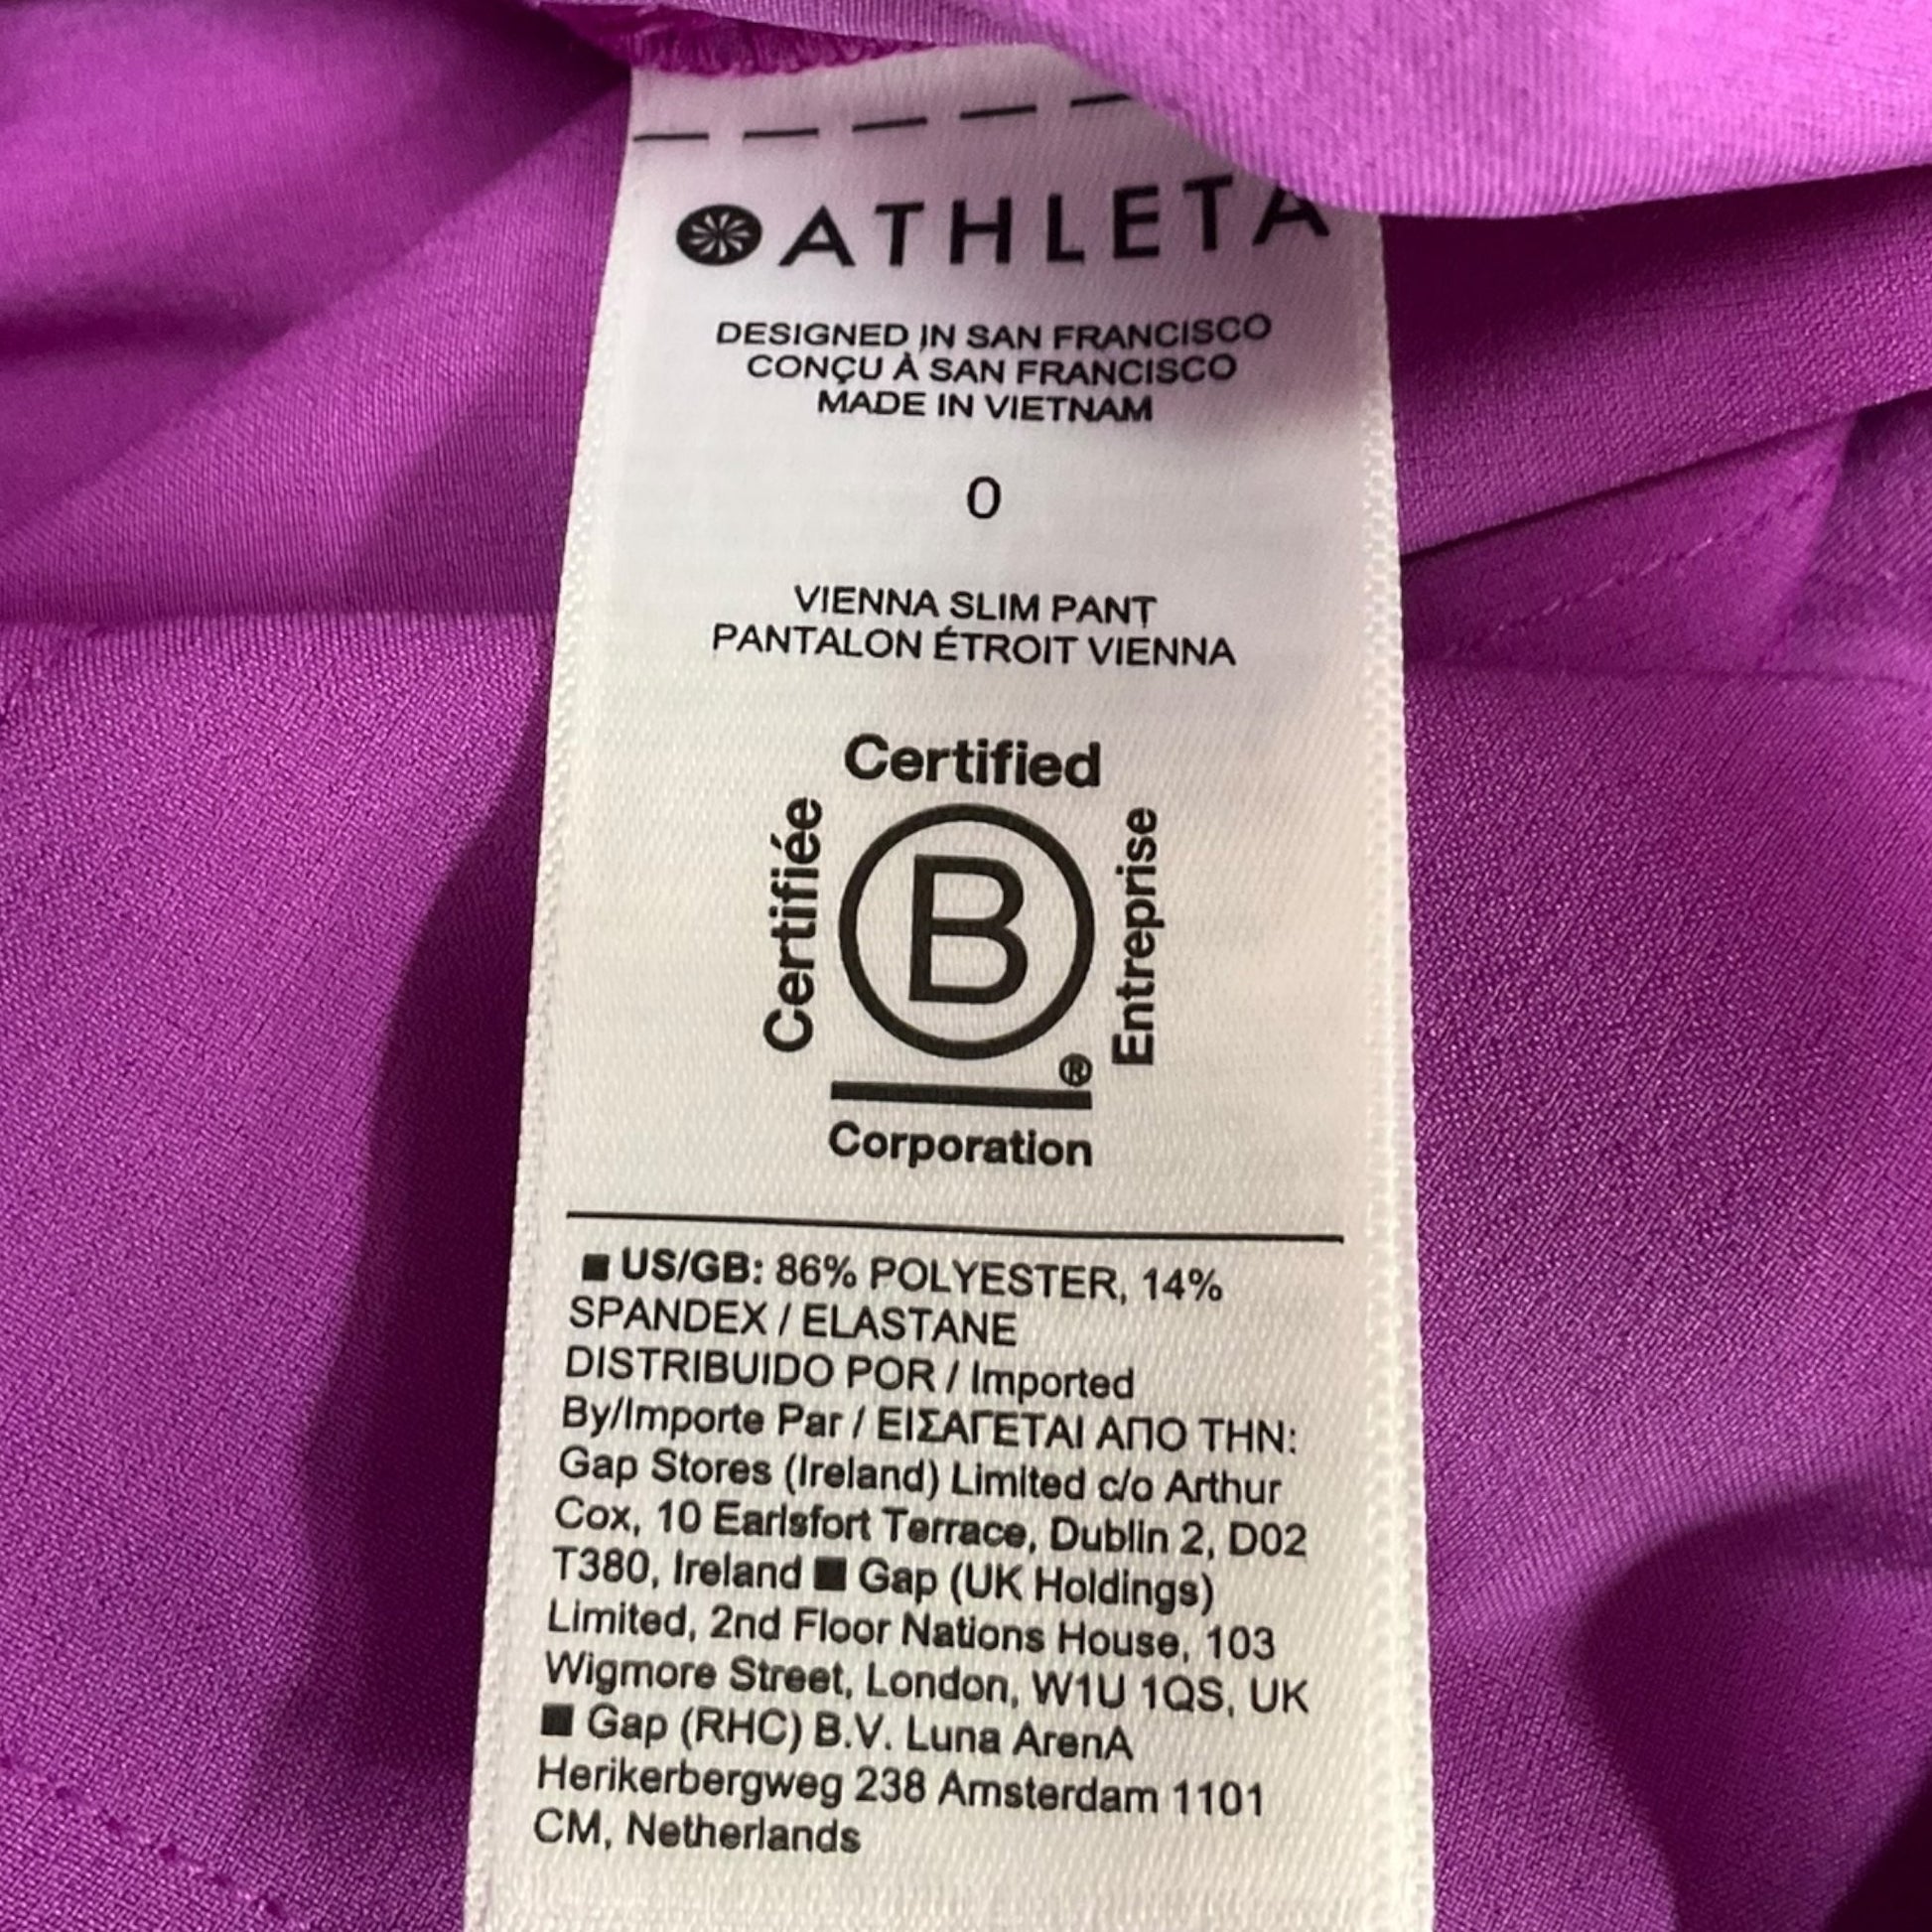 ATHLETA
DESIGNED IN SAN FRANCISCO
CONÇU À SAN FRANCISCO
MADE IN VIETNAM
0
VIENNA SLIM PANT
PANTALON ÉTROIT VIENNA
Certified
Certifiée
B
Entreprise
®
Corporation
■ US/GB: 86% POLYESTER, 14%
SPANDEX / ELASTANE
DISTRIBUIDO POR / Imported
By/Importe Par / ΕΙΣΑΓΕΤΑΙ ΑΠΟ ΤΗΝ:
Gap Stores (Ireland) Limited c/o Arthur
Cox, 10 Earlsfort Terrace, Dublin 2, D02
T380, Ireland ■ Gap (UK Holdings)
Limited, 2nd Floor Nations House, 103
Wigmore Street, London, W1U 1QS, UK
■ Gap (RHC) B.V. Luna ArenA
Herikerbergweg 238 Amsterdam 1101
CM, Netherlands